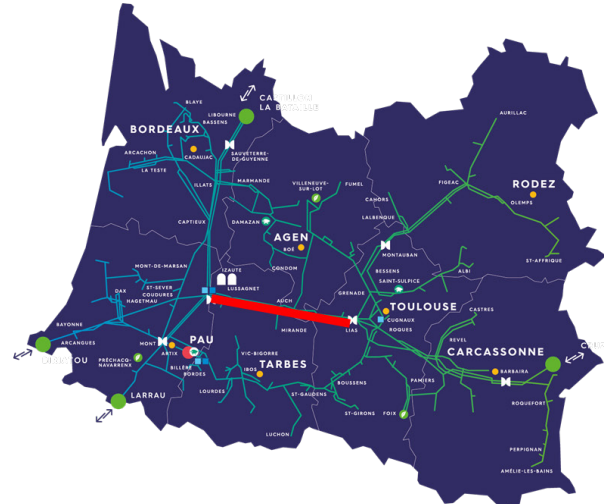 CASTILLON
LA BATAILLE
BLAYE
LIBOURNE
BASSENS
BORDEAUX
CADAUJAC
SAUVETERRE-
DE-GUYENNE
ARCACHON
LA TESTE
ILLATS
MARMANDE
VILLENEUVE-
SUR-LOT
FUMEL
CAPTIEUX
DAMAZAN
AGEN
BOÉ
CONDOM
CAHORS
LALBENQUE
FIGEAC
AURILLAC
RODEZ
OLEMPS
ST-AFFRIQUE
MONTAUBAN
BESSENS
SAINT-SULPICE
ALBI
GRENADE
MONT-DE-MARSAN
IZAUTE
LUSSAGNET
ST-SEVER
COUDURES
HAGETMAU
DAX
AUCH
MIRANDE
LIAS
TOULOUSE
CUGNAUX
ROQUES
CASTRES
REVEL
CARCASSONNE
BARBAIRA
BAYONNE
ARCANGUES
MONT
ARTIX
PAU
PRÉCHACQ-
NAVARRENX
BILLÈRE
BORDES
VIC-BIGORRE
IBOS
TARBES
LOURDES
LARRAU
ST-GAUDENS
BOUSSENS
PAMIERS
ST-GIRONS
FOIX
LUCHON
ROQUEFORT
PERPIGNAN
AMÉLIE-LES-BAINS